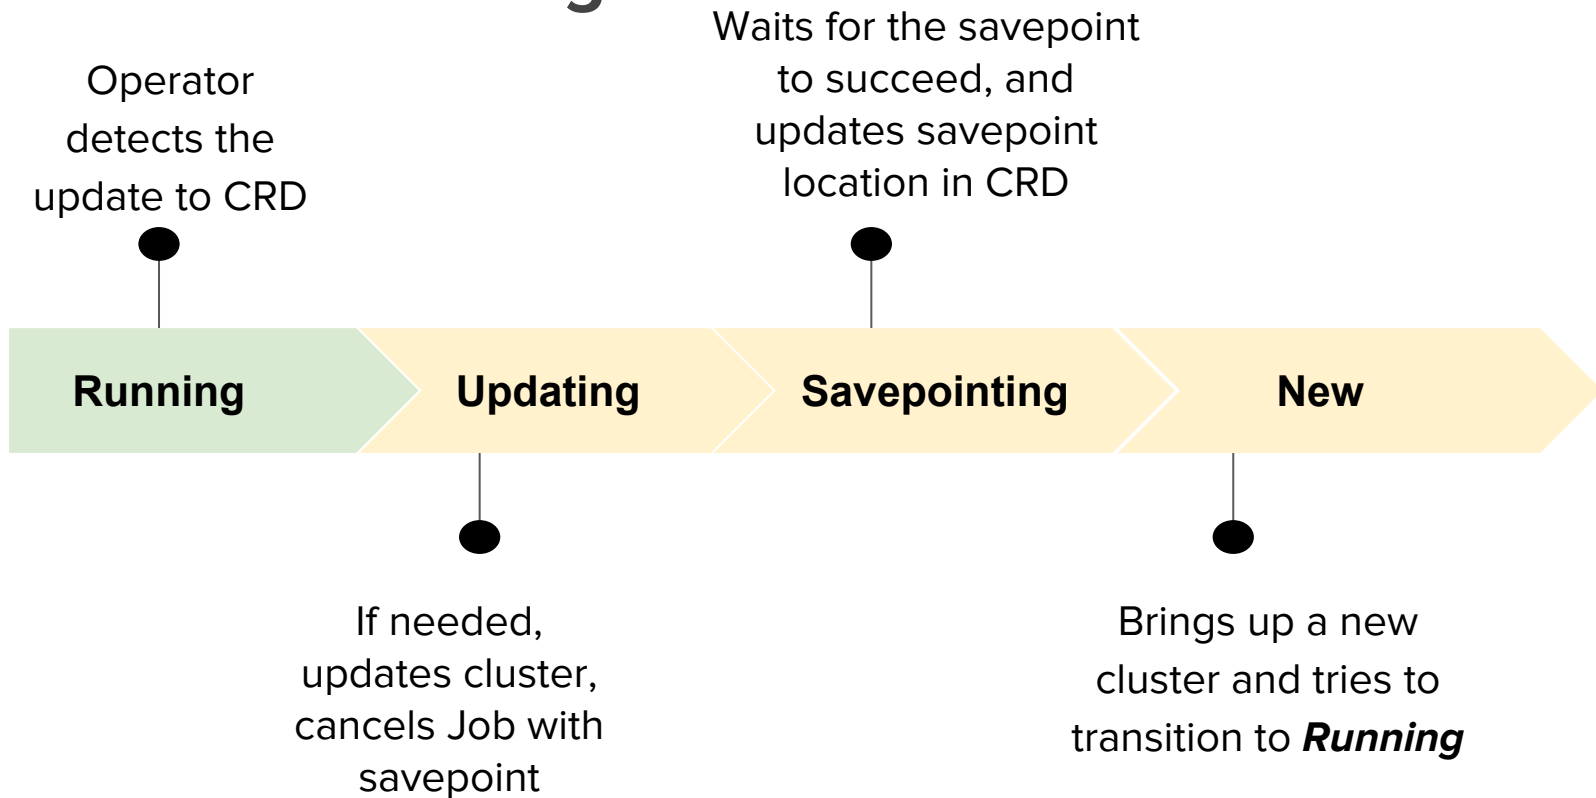 Operator
detects the
update to CRD
Waits for the savepoint
to succeed, and
updates savepoint
location in CRD
Running
Updating
Savepointing
New
If needed,
updates cluster,
cancels Job with
savepoint
Brings up a new
cluster and tries to
transition to Running